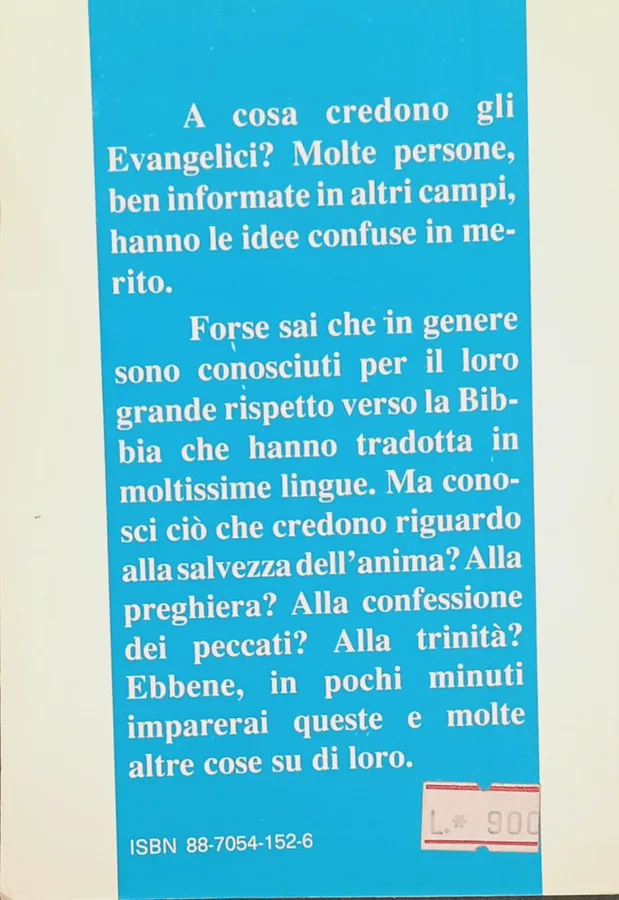 A cosa credono gli
Evangelici? Molte persone,
ben informate in altri campi,
hanno le idee confuse in me-
rito.
Forse sai che in genere
sono conosciuti per il loro
grande rispetto verso la Bib-
bia che hanno tradotta in
moltissime lingue. Ma cono-
sci ciò che credono riguardo
alla salvezza dell'anima? Alla
preghiera? Alla confessione
dei peccati? Alla trinità?
Ebbene, in pochi minuti
imparerai queste e molte
altre cose su di loro.
L.* 900
ISBN 88-7054-152-6